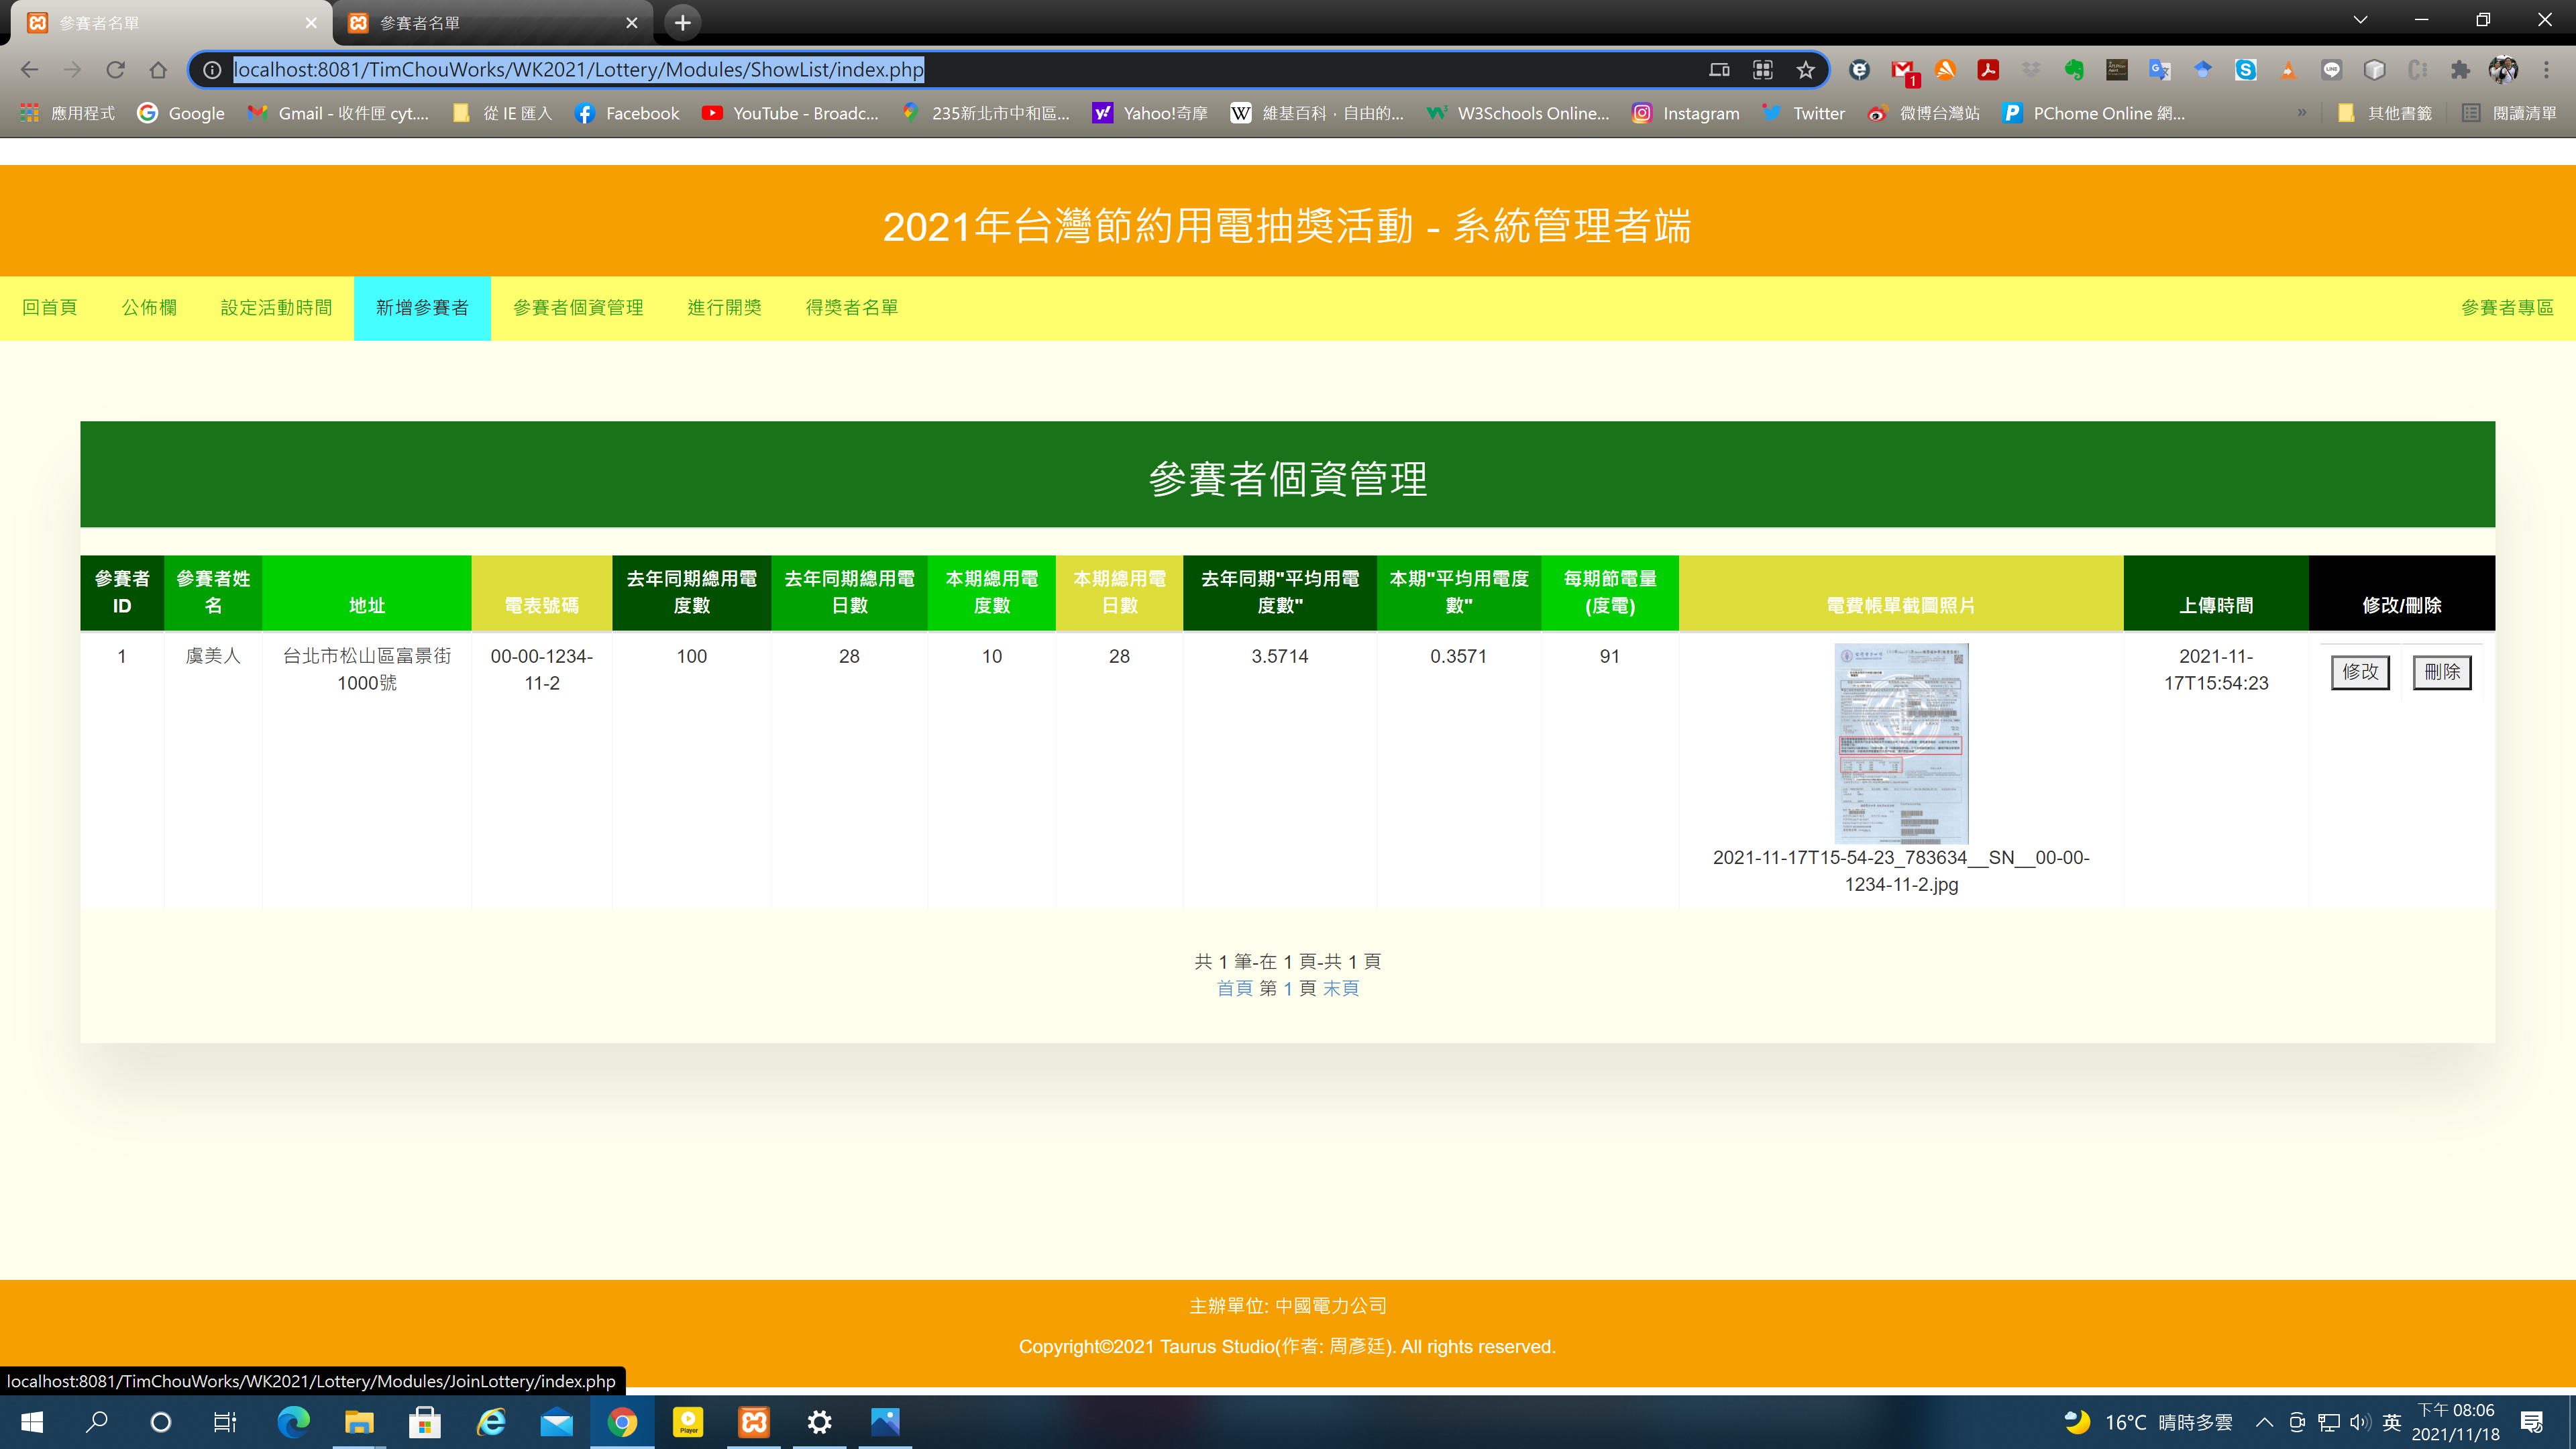 參賽者名單
參賽者名單
localhost:8081/TimChouWorks/WK2021/Lottery/Modules/ShowList/index.php
1
應用程式 Google Gmail - 收件匣 cyt.... 從 IE 匯入 Facebook YouTube - Broadc... 235新北市中和區... Yahoo!奇摩 維基百科,自由的... W3Schools Online... Instagram Twitter 微博台灣站 PChome Online 網... » 其他書籤 閱讀清單
2021年台灣節約用電抽獎活動 - 系統管理者端
回首頁 公佈欄 設定活動時間 新增參賽者 參賽者個資管理 進行開獎 得獎者名單 參賽者專區
參賽者個資管理
參賽者
ID
參賽者姓
名
地址
電表號碼
去年同期總用電
度數
去年同期總用電
日數
本期總用電
度數
本期總用電
日數
去年同期"平均用電
度數"
本期"平均用電度
數"
每期節電量
(度電)
電費帳單截圖照片
上傳時間
修改/刪除
1
虞美人
台北市松山區富景街
1000號
00-00-1234-
11-2
100
28
10
28
3.5714
0.3571
91
2021-11-17T15-54-23_783634__SN__00-00-
1234-11-2.jpg
2021-11-
17T15:54:23
修改 刪除
共 1 筆-在 1 頁-共 1 頁
首頁 第 1 頁 末頁
主辦單位: 中國電力公司
Copyright©2021 Taurus Studio(作者: 周彥廷). All rights reserved.
localhost:8081/TimChouWorks/WK2021/Lottery/Modules/JoinLottery/index.php
Player
16°C 晴時多雲
英
下午 08:06
2021/11/18